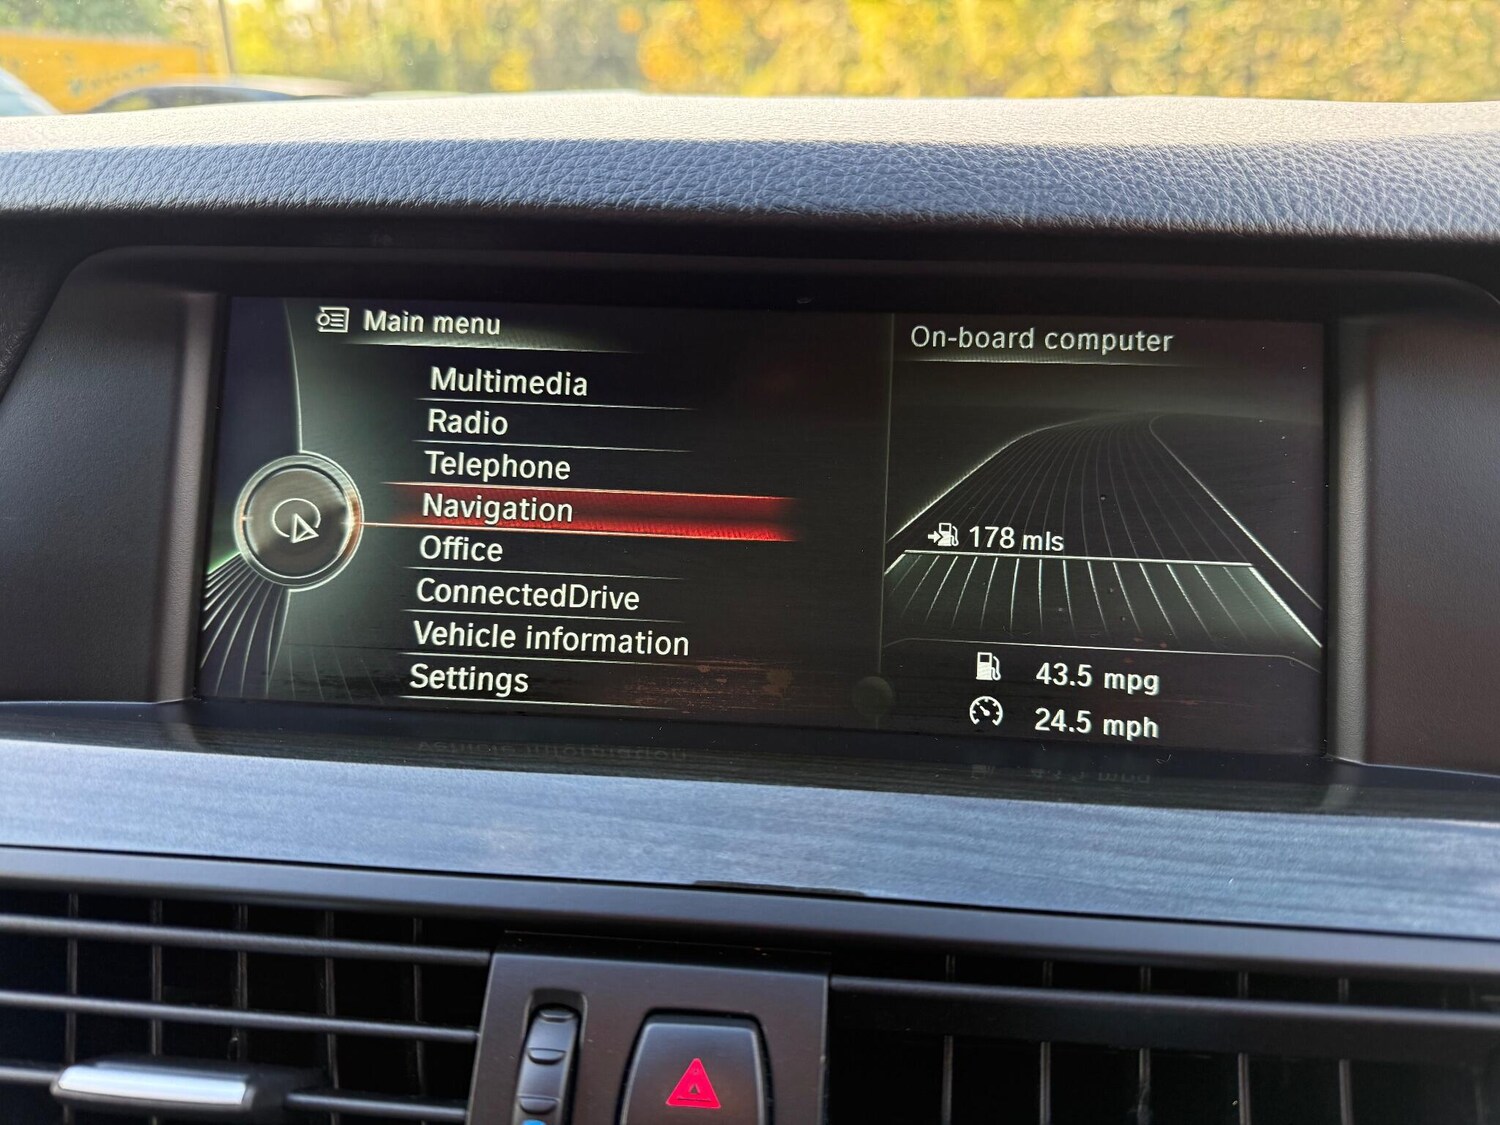 Main menu
Multimedia
Radio
Telephone
Navigation
Office
ConnectedDrive
Vehicle information
Settings
On-board computer
178 mls
43.5 mpg
24.5 mph